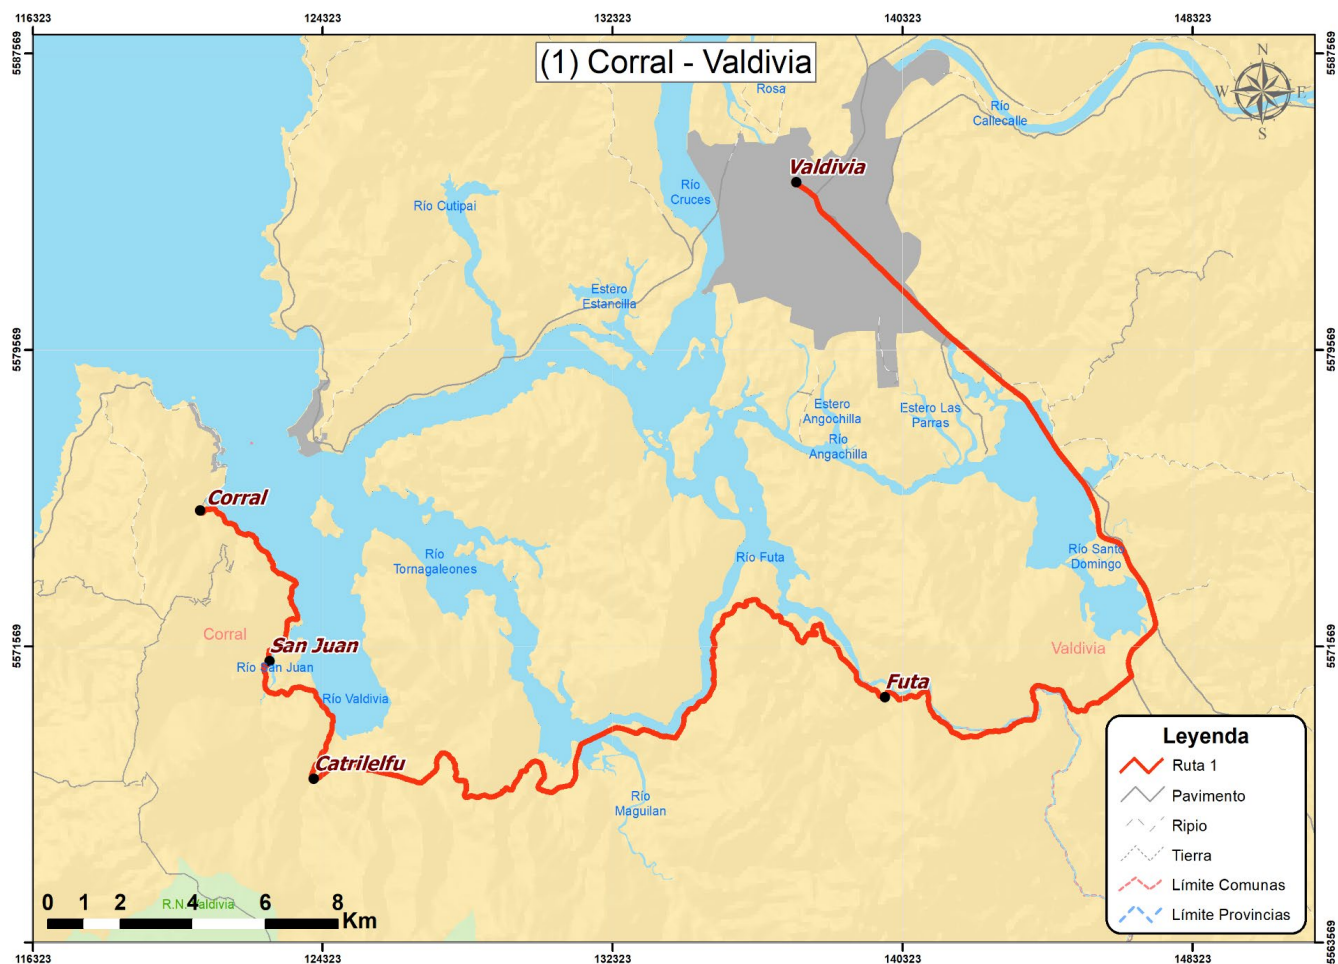 116323
124323
132323
140323
148323
5587569
5587569
(1) Corral - Valdivia
N
W
E
S
Rosa
Río
Callecalle
Valdivia
Río
Cruces
Río Cutipai
Estero
Estancilla
5579569
5579569
Estero
Angochilla
Estero Las
Parras
Río
Angachilla
Corral
Río
Tornagaleones
Río Futa
Río Santo
Domingo
Corral
San Juan
Río San Juan
Valdivia
5571569
5571569
Futa
Río Valdivia
Catrilelfu
Río
Maguilan
Leyenda
Ruta 1
Pavimento
Ripio
Tierra
Límite Comunas
Límite Provincias
R.N. Valdivia
0 1 2 4 6 8
Km
5563569
116323
124323
132323
140323
148323